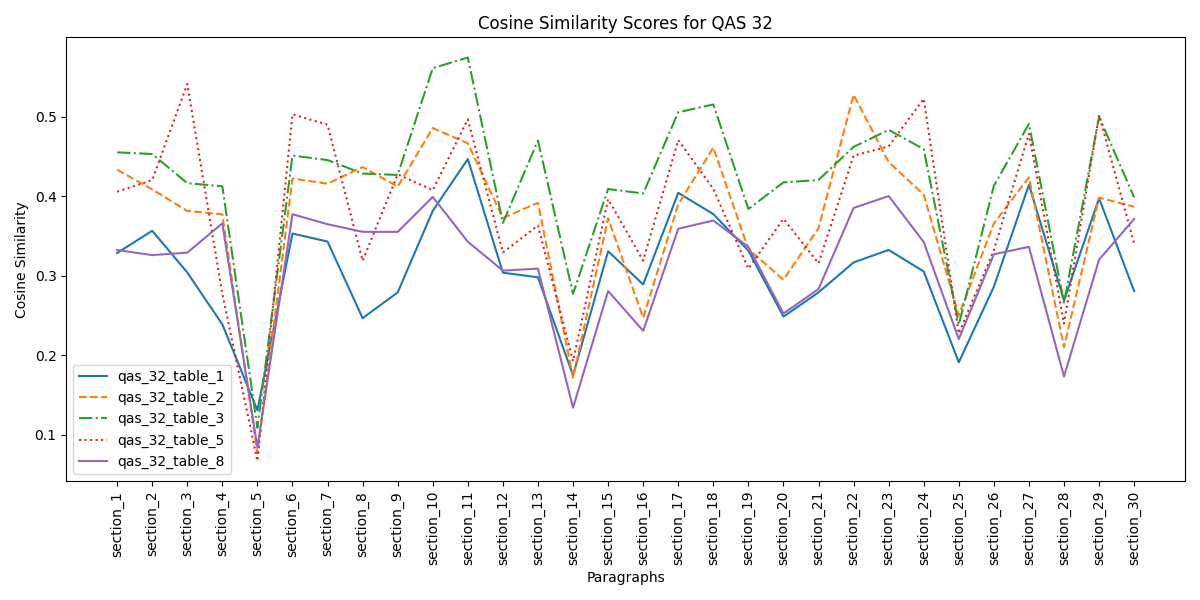 Cosine Similarity Scores for QAS 32
Cosine Similarity
0.5
0.4
0.3
0.2
0.1
qas_32_table_1
qas_32_table_2
qas_32_table_3
qas_32_table_5
qas_32_table_8
section_1
section_2
section_3
section_4
section_5
section_6
section_7
section_8
section_9
section_10
section_11
section_12
section_13
section_14
section_15
section_16
section_17
section_18
section_19
section_20
section_21
section_22
section_23
section_24
section_25
section_26
section_27
section_28
section_29
section_30
Paragraphs